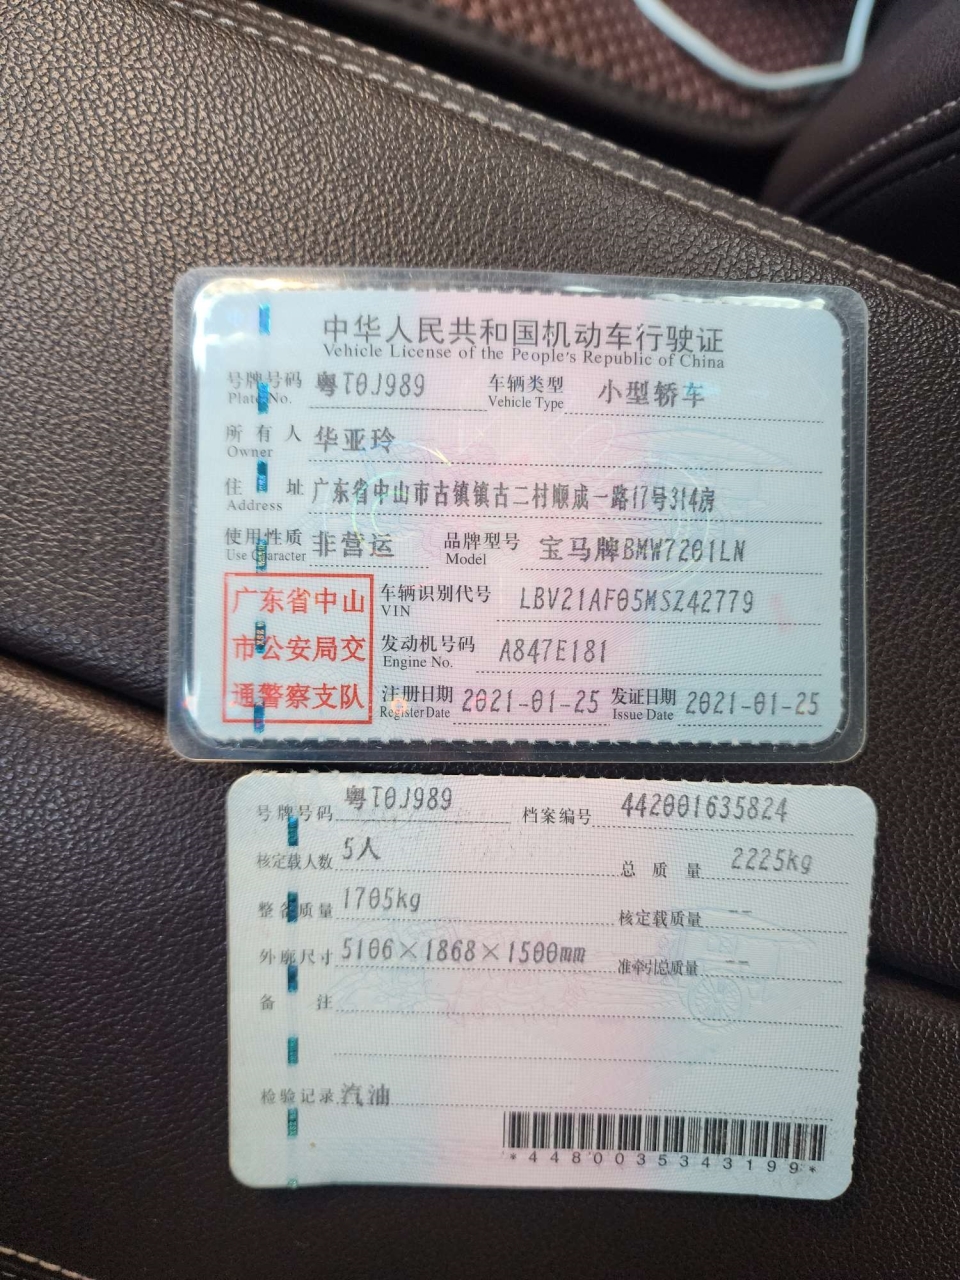 中华人民共和国机动车行驶证
Vehicle License of the People's Republic of China
号牌号码 粤T0J989 车辆类型 小型轿车
Plate No. Vehicle Type
所有人 华亚玲
Owner
住址 广东省中山市古镇镇古二村顺成一路17号314房
Address
使用性质 非营运 品牌型号 宝马牌BMW7201LN
Use Character Model
广东省中山
市公安局交
通警察支队
车辆识别代号 LBV21AF05MSZ42779
VIN
发动机号码 A847E181
Engine No.
注册日期 2021-01-25 发证日期 2021-01-25
Register Date Issue Date
号牌号码 粤T0J989 档案编号 442001635824
核定载人数 5人 总质量 2225kg
整备质量 1705kg 核定载质量 --
外廓尺寸 5106×1868×1500mm 准牵引总质量 --
备注
检验记录 汽油
*4480035343199*